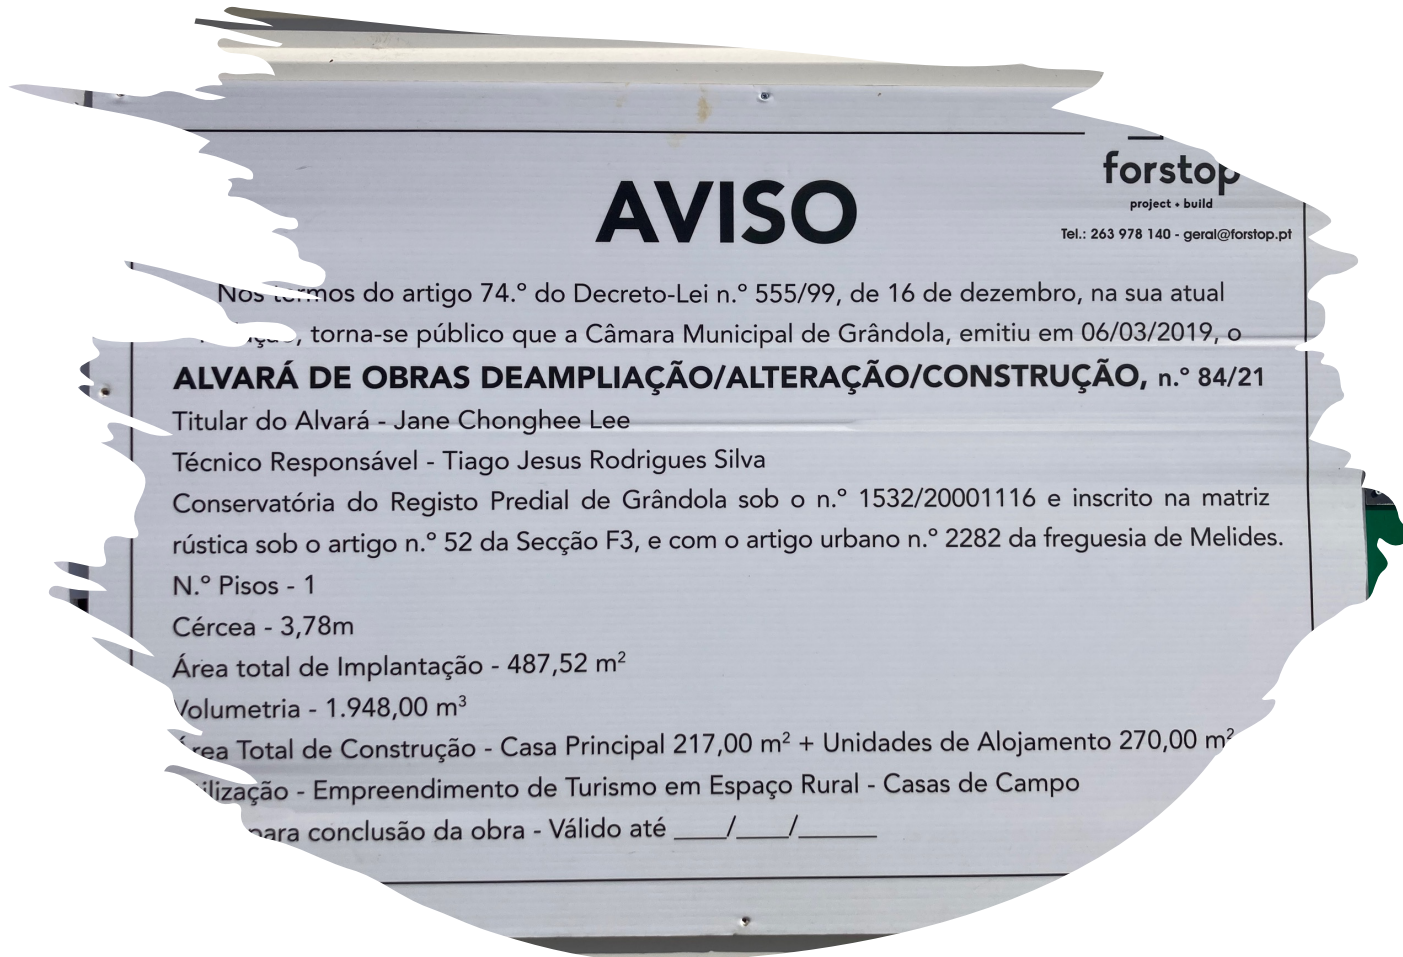 forstop
project + build
Tel.: 263 978 140 - geral@forstop.pt
AVISO
Nos termos do artigo 74.º do Decreto-Lei n.º 555/99, de 16 de dezembro, na sua atual
torna-se público que a Câmara Municipal de Grândola, emitiu em 06/03/2019, o
ALVARÁ DE OBRAS DEAMPLIAÇÃO/ALTERAÇÃO/CONSTRUÇÃO, n.º 84/21
Titular do Alvará - Jane Chonghee Lee
Técnico Responsável - Tiago Jesus Rodrigues Silva
Conservatória do Registo Predial de Grândola sob o n.º 1532/20001116 e inscrito na matriz
rústica sob o artigo n.º 52 da Secção F3, e com o artigo urbano n.º 2282 da freguesia de Melides.
N.º Pisos - 1
Cércea - 3,78m
Área total de Implantação - 487,52 m²
Volumetria - 1.948,00 m³
Área Total de Construção - Casa Principal 217,00 m² + Unidades de Alojamento 270,00 m²
- Empreendimento de Turismo em Espaço Rural - Casas de Campo
para conclusão da obra - Válido até ____/____/______